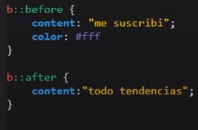 b::before {
content: "me suscribi";
color: #fff
}
b::after {
content:"todo tendencias";
}